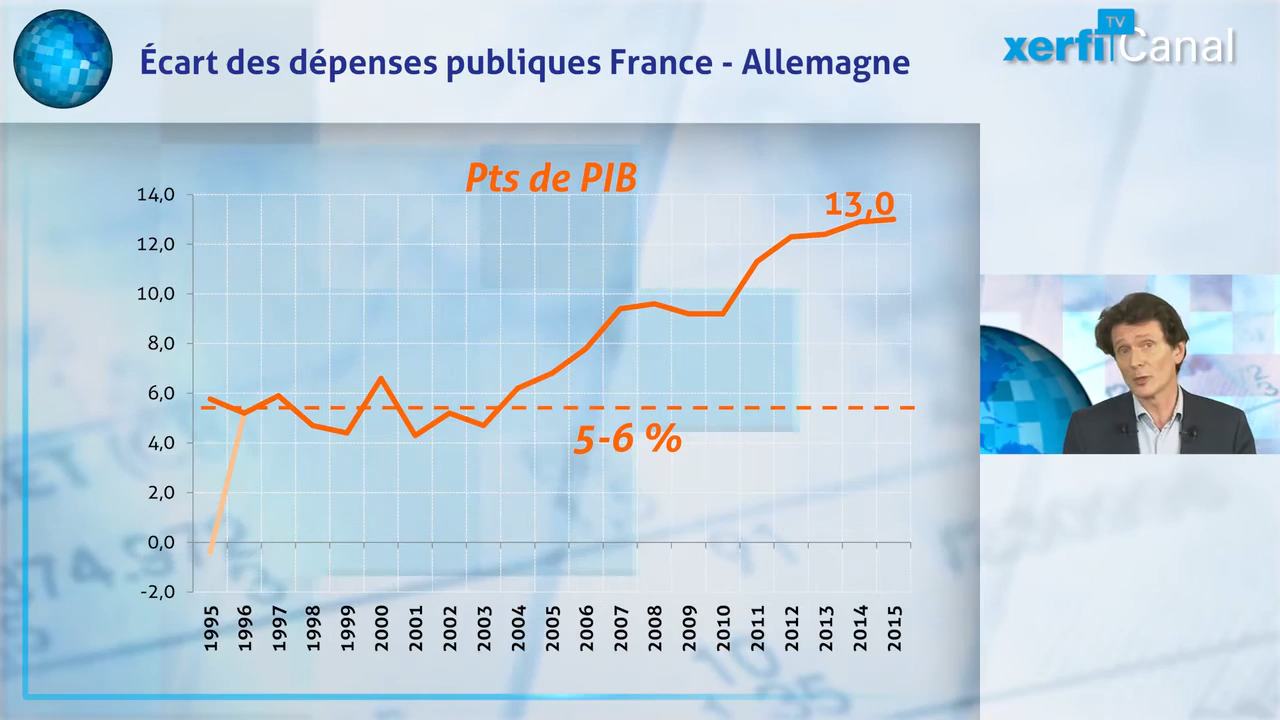 Écart des dépenses publiques France - Allemagne
xerfi TV Canal
Pts de PIB
14,0
13,0
12,0
10,0
8,0
6,0
5-6 %
4,0
2,0
0,0
-2,0
1995 1996 1997 1998 1999 2000 2001 2002 2003 2004 2005 2006 2007 2008 2009 2010 2011 2012 2013 2014 2015